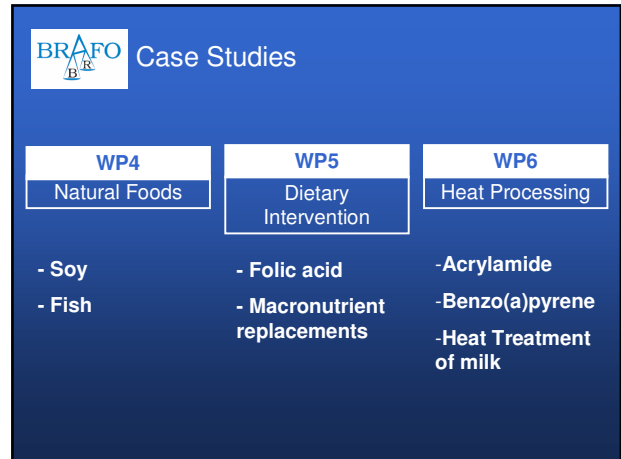 BRAFO
B R
Case Studies
WP4
Natural Foods
- Soy
- Fish
WP5
Dietary
Intervention
- Folic acid
- Macronutrient
replacements
WP6
Heat Processing
-Acrylamide
-Benzo(a)pyrene
-Heat Treatment
of milk